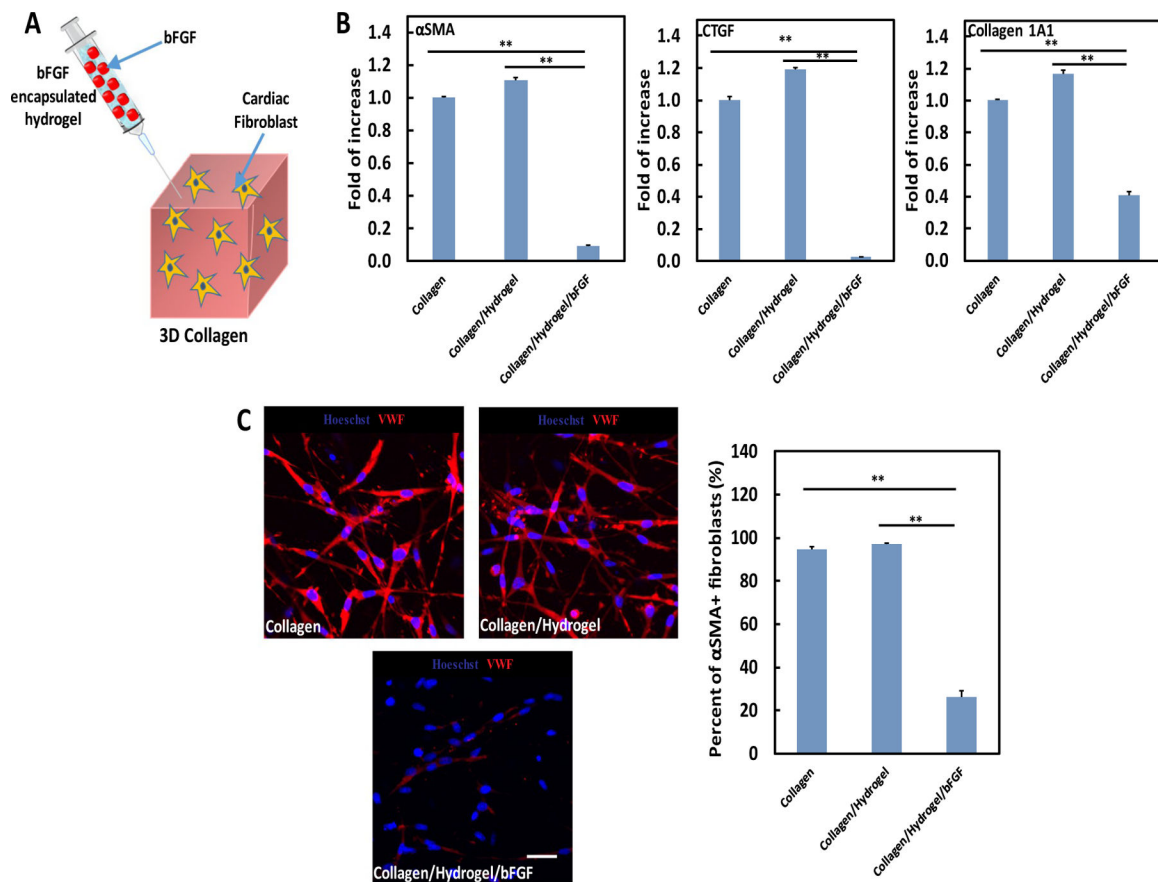 A
bFGF
bFGF
encapsulated
hydrogel
Cardiac
Fibroblast
3D Collagen
B
αSMA
**
**
Fold of increase
1.4
1.2
1.0
0.8
0.6
0.4
0.2
0.0
Collagen
Collagen/Hydrogel
Collagen/Hydrogel/bFGF
CTGF
**
**
Fold of increase
1.4
1.2
1.0
0.8
0.6
0.4
0.2
0.0
Collagen
Collagen/Hydrogel
Collagen/Hydrogel/bFGF
Collagen 1A1
**
**
Fold of increase
1.4
1.2
1.0
0.8
0.6
0.4
0.2
0.0
Collagen
Collagen/Hydrogel
Collagen/Hydrogel/bFGF
C
Hoeschst VWF
Collagen
Hoeschst VWF
Collagen/Hydrogel
Hoeschst VWF
Collagen/Hydrogel/bFGF
Percent of αSMA+ fibroblasts (%)
140
120
100
80
60
40
20
0
**
**
Collagen
Collagen/Hydrogel
Collagen/Hydrogel/bFGF